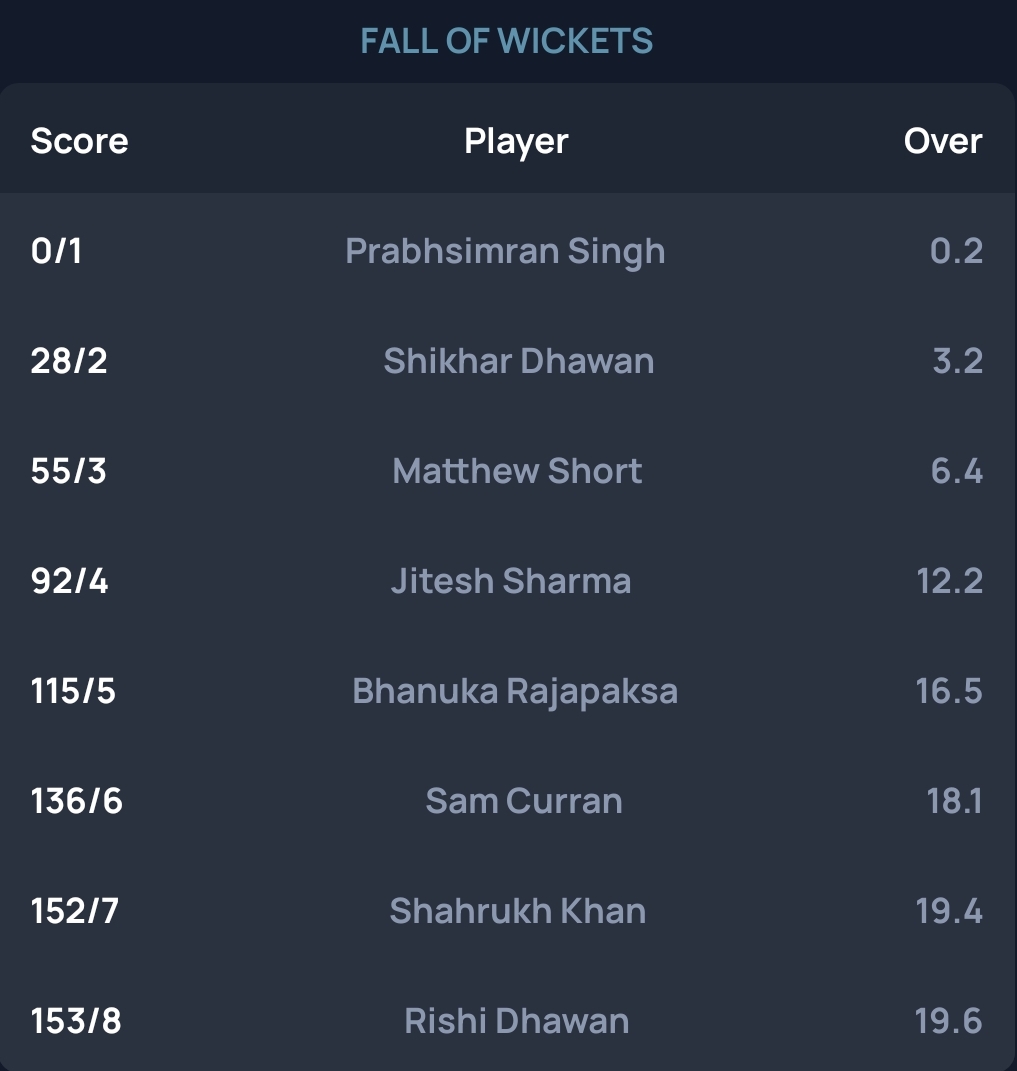 FALL OF WICKETS
Score Player Over
0/1 Prabhsimran Singh 0.2
28/2 Shikhar Dhawan 3.2
55/3 Matthew Short 6.4
92/4 Jitesh Sharma 12.2
115/5 Bhanuka Rajapaksa 16.5
136/6 Sam Curran 18.1
152/7 Shahrukh Khan 19.4
153/8 Rishi Dhawan 19.6